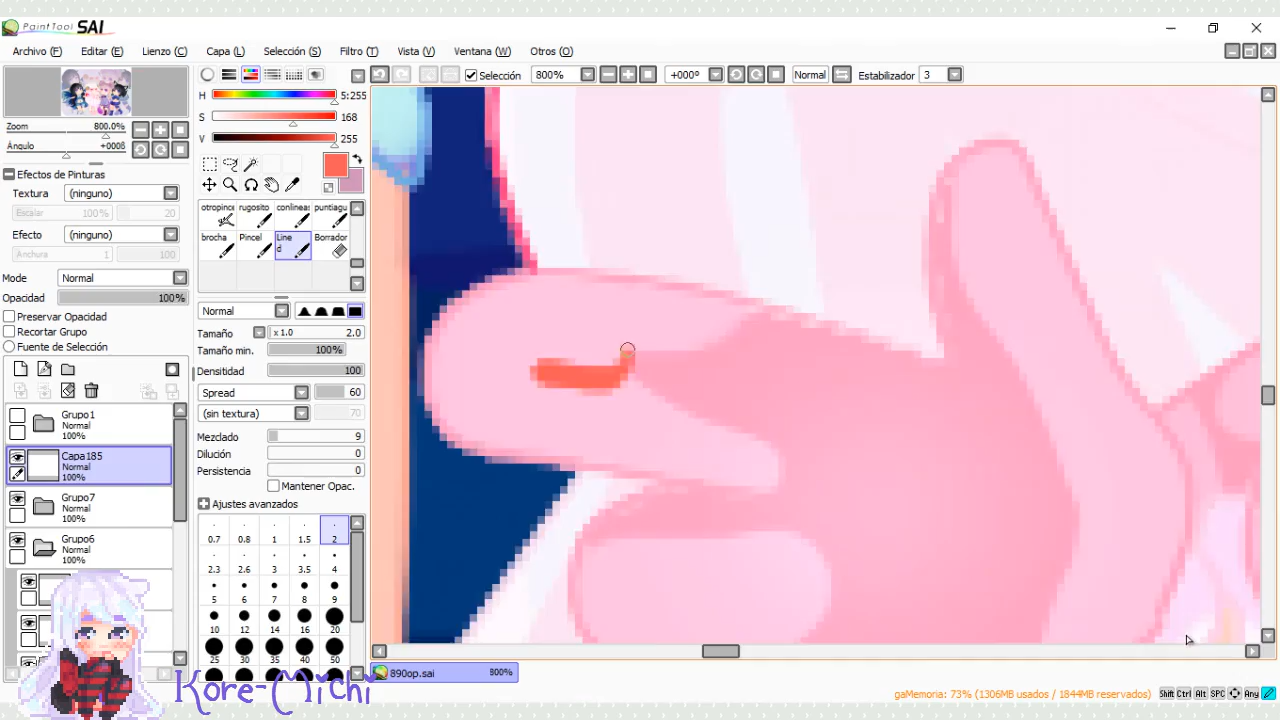 PaintTool SAI
Archivo (F) Editar (E) Lienzo (C) Capa (L) Selección (S) Filtro (T) Vista (V) Ventana (W) Otros (O)
Selección 800% +000° Normal Estabilizador 3
Zoom 800.0%
Ángulo +000ß
Efectos de Pinturas
Textura (ninguno)
Escalar 100% 20
Efecto (ninguno)
Anchura 1 100
Mode Normal
Opacidad 100%
Preservar Opacidad
Recortar Grupo
Fuente de Selección
Grupo1
Normal
100%
Capa185
Normal
100%
Grupo7
Normal
100%
Grupo6
Normal
100%
H 5:255
S 168
V 255
otropince rugosito conlineas puntiagu
brocha Pincel Line
d Borrador
Normal
Tamaño x 1.0 2.0
Tamaño min. 100%
Densitidad 100
Spread 60
(sin textura) 70
Mezclado 9
Dilución 0
Persistencia 0
Mantener Opac.
Ajustes avanzados
0.7 0.8 1 1.5 2
2.3 2.6 3 3.5 4
5 6 7 8 9
10 12 14 16 20
25 30 35 40 50
890op.sai 800%
Kore-Michi
gaMemoria: 73% (1306MB usados / 1844MB reservados) Shift Ctrl Alt SPC Any